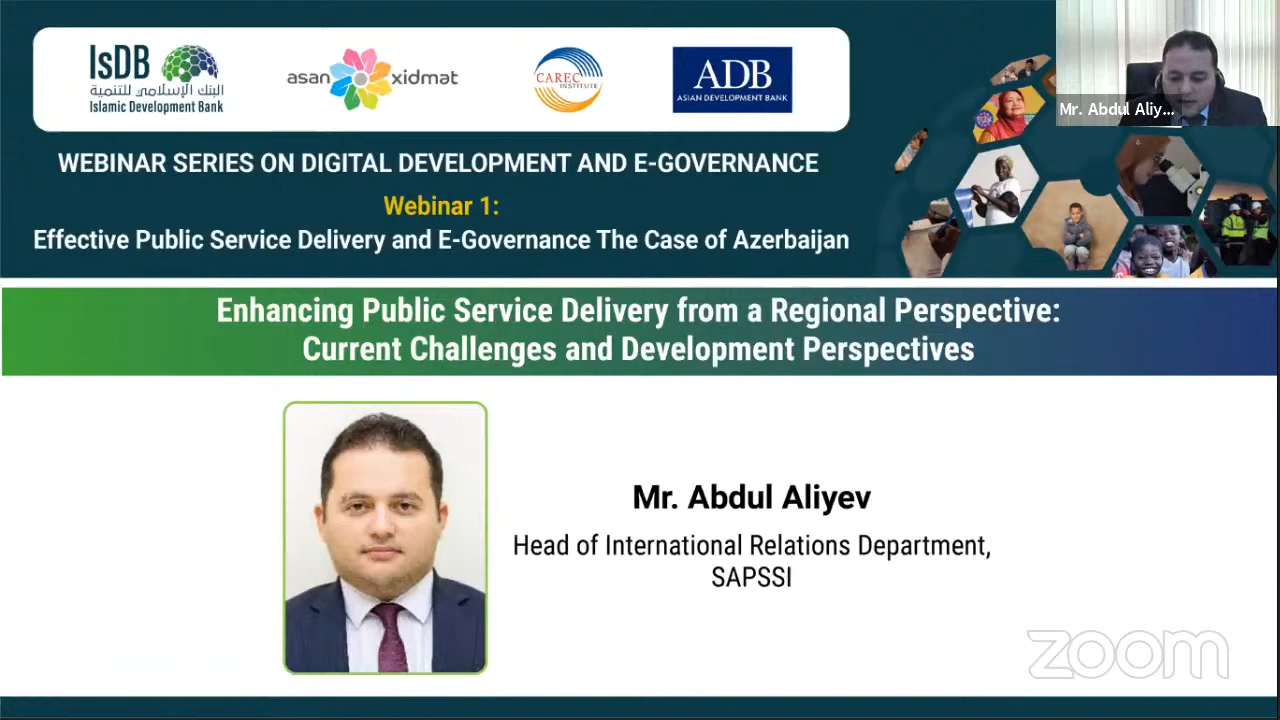 IsDB
البنك الإسلامي للتنمية
Islamic Development Bank
asan xidmat
CAREC
INSTITUTE
ADB
ASIAN DEVELOPMENT BANK
Mr. Abdul Aliy...
WEBINAR SERIES ON DIGITAL DEVELOPMENT AND E-GOVERNANCE
Webinar 1:
Effective Public Service Delivery and E-Governance The Case of Azerbaijan
Enhancing Public Service Delivery from a Regional Perspective:
Current Challenges and Development Perspectives
Mr. Abdul Aliyev
Head of International Relations Department,
SAPSSI
zoom